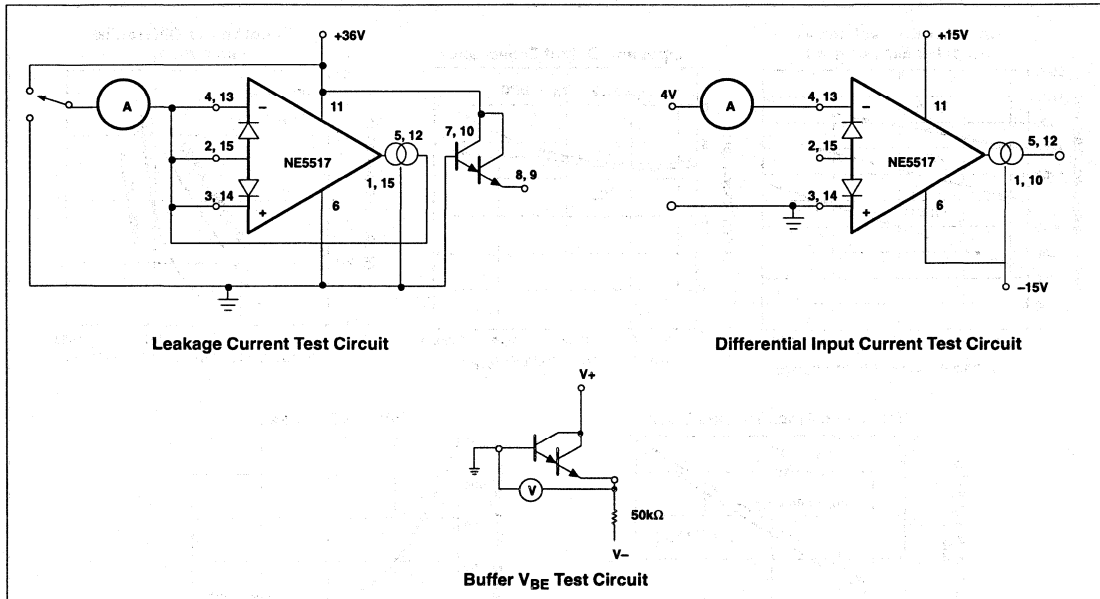 +36V
A
4, 13
−
11
2, 15
NE5517
5, 12
7, 10
3, 14
+
1, 15
6
8, 9
Leakage Current Test Circuit
+15V
4V
A
4, 13
−
11
2, 15
NE5517
5, 12
3, 14
+
1, 10
6
−15V
Differential Input Current Test Circuit
V+
V
50kΩ
V−
Buffer VBE Test Circuit